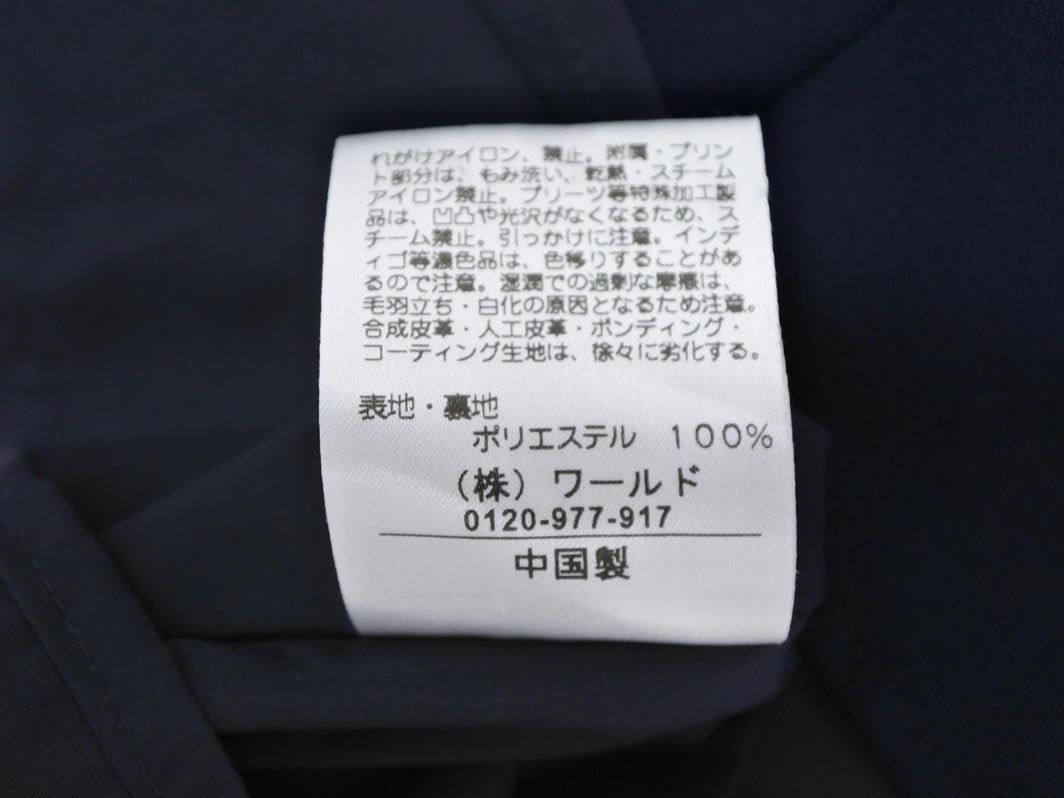 れがけアイロン、禁止。附属・プリン
ト部分は、もみ洗い、乾熱・スチーム
アイロン禁止。プリーツ等特殊加工製
品は、凹凸や光沢がなくなるため、ス
チーム禁止。引っかけに注意。インデ
ィゴ等濃色品は、色移りすることがあ
るので注意。湿潤での過剰な摩擦は、
毛羽立ち・白化の原因となるため注意。
合成皮革・人工皮革・ボンディング・
コーティング生地は、徐々に劣化する。
表地・裏地
ポリエステル 100%
(株) ワールド
0120-977-917
中国製